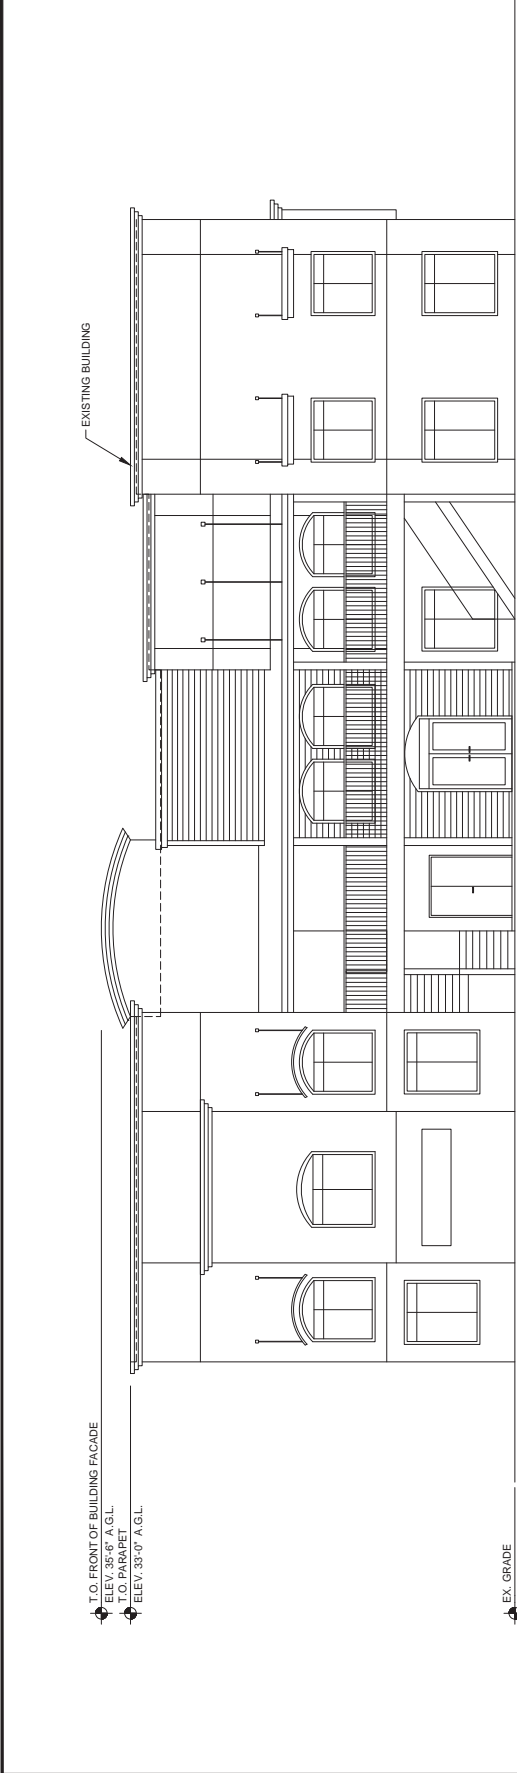 EXISTING BUILDING
T.O. FRONT OF BUILDING FACADE
ELEV. 35'-6" A.G.L.
T.O. PARAPET
ELEV. 33'-0" A.G.L.
EX. GRADE